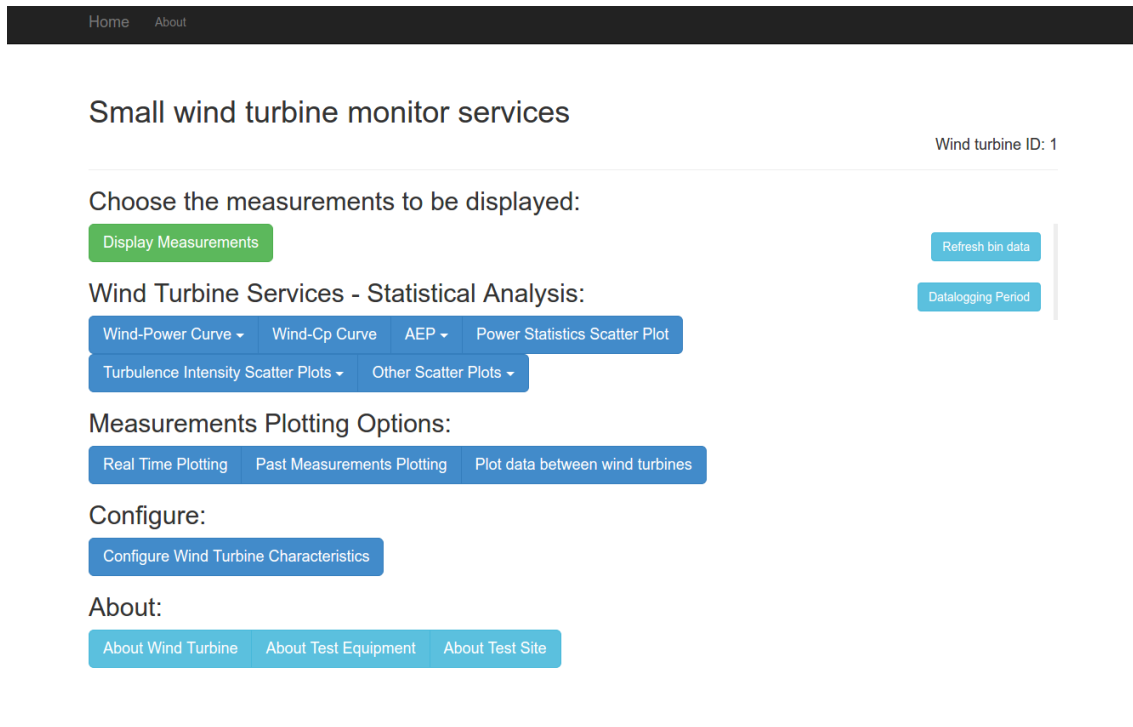 Home About
Small wind turbine monitor services
Wind turbine ID: 1
Choose the measurements to be displayed:
Display Measurements
Refresh bin data
Wind Turbine Services - Statistical Analysis:
Datalogging Period
Wind-Power Curve Wind-Cp Curve AEP Power Statistics Scatter Plot
Turbulence Intensity Scatter Plots Other Scatter Plots
Measurements Plotting Options:
Real Time Plotting Past Measurements Plotting Plot data between wind turbines
Configure:
Configure Wind Turbine Characteristics
About:
About Wind Turbine About Test Equipment About Test Site